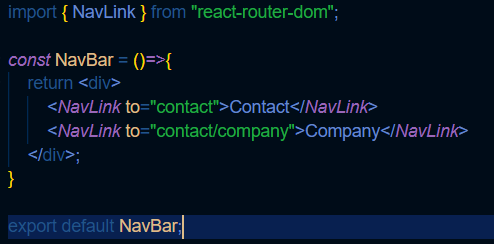 import { NavLink } from "react-router-dom";
const NavBar = ()=>{
return <div>
<NavLink to="contact">Contact</NavLink>
<NavLink to="contact/company">Company</NavLink>
</div>;
}
export default NavBar;